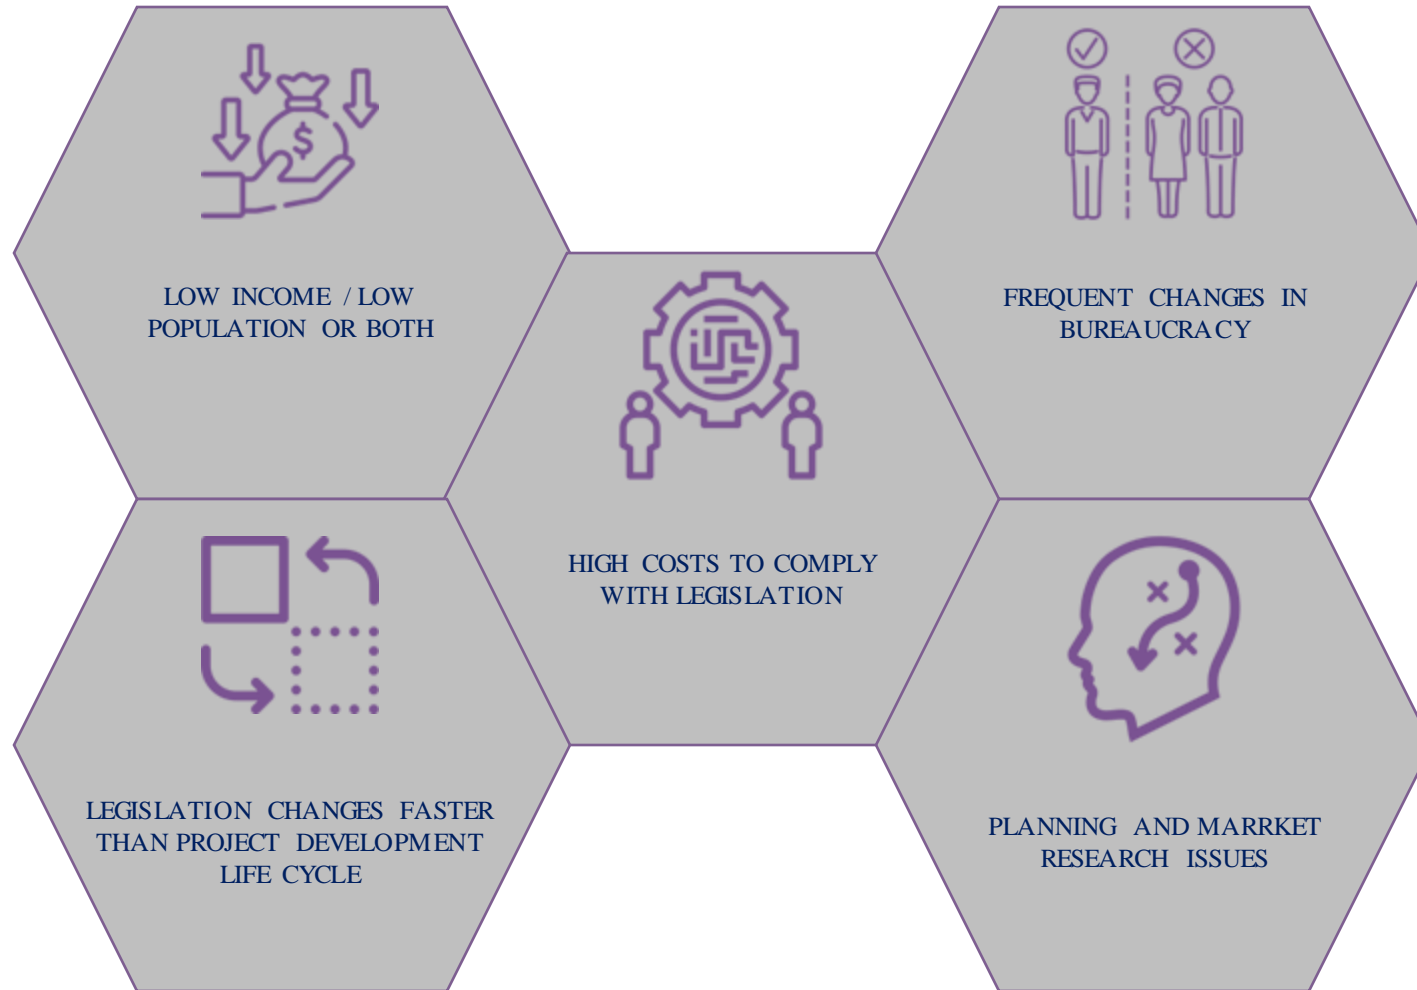 LOW INCOME / LOW
POPULATION OR BOTH
FREQUENT CHANGES IN
BUREAUCRACY
HIGH COSTS TO COMPLY
WITH LEGISLATION
LEGISLATION CHANGES FASTER
THAN PROJECT DEVELOPMENT
LIFE CYCLE
PLANNING AND MARRKET
RESEARCH ISSUES